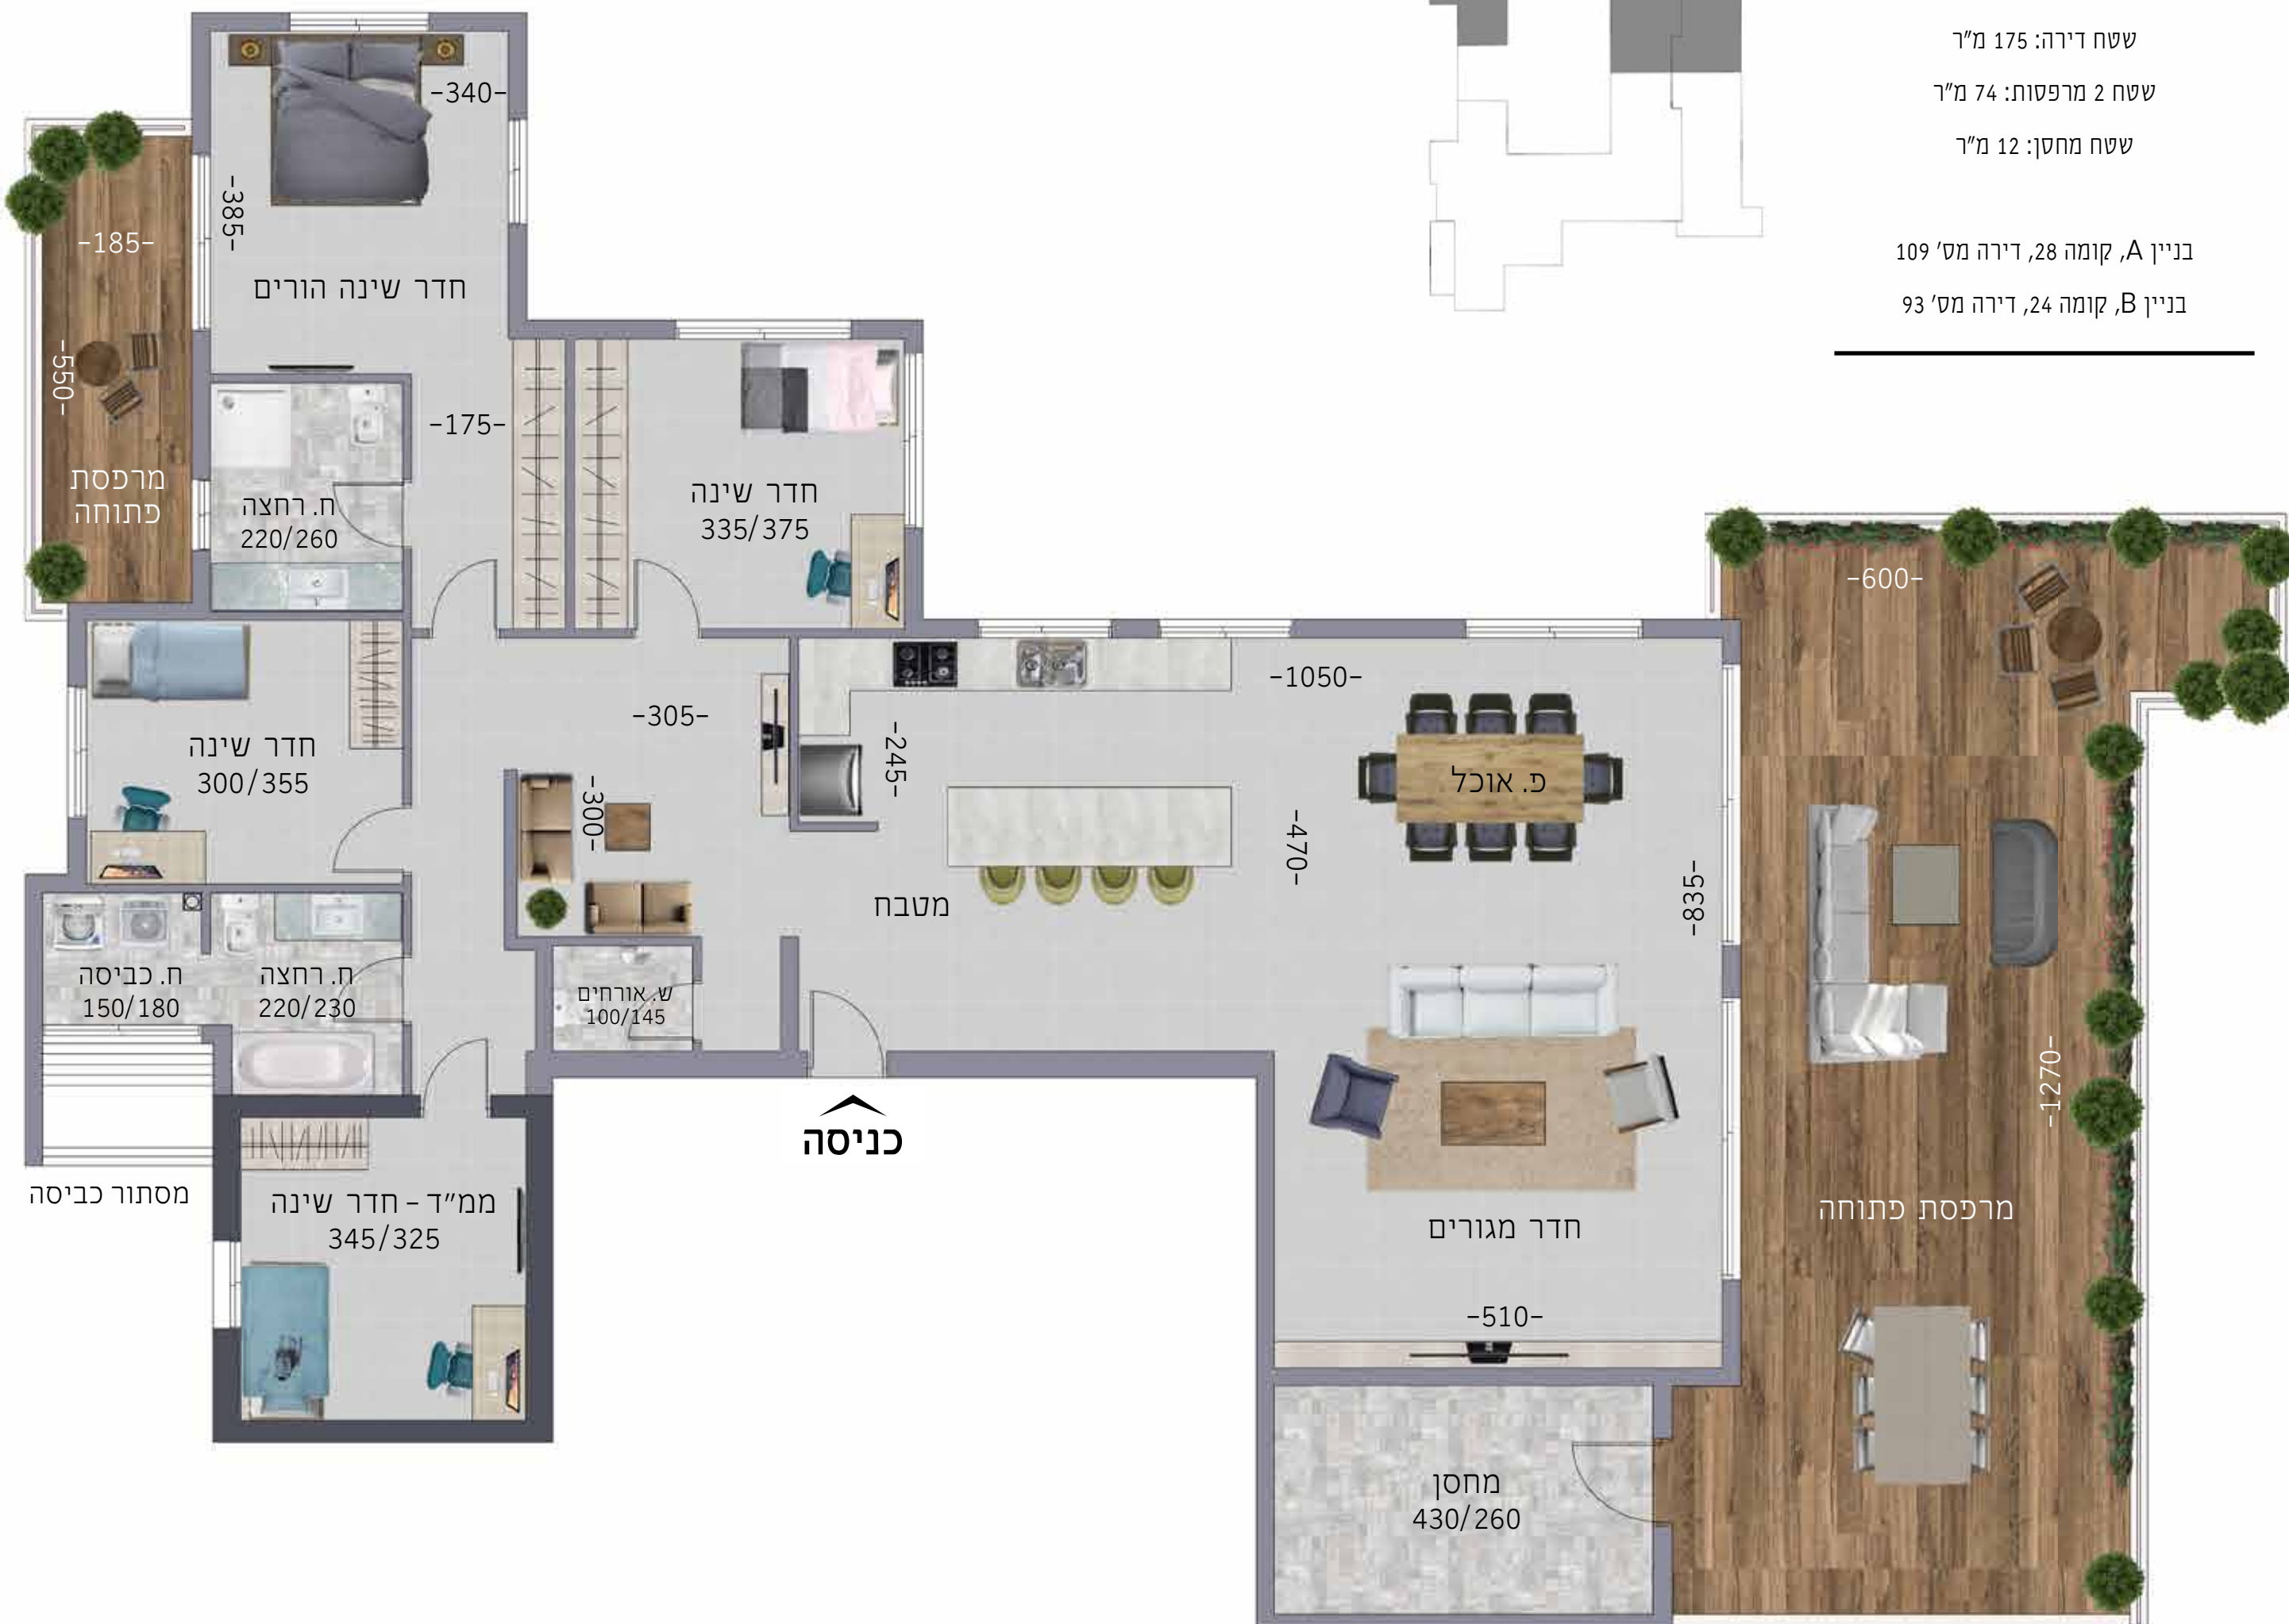 שטח דירה: 175 מ״ר
שטח 2 מרפסות: 74 מ״ר
שטח מחסן: 12 מ״ר
בניין A, קומה 28, דירה מס׳ 109
בניין B, קומה 24, דירה מס׳ 93
-340-
-385-
-185-
חדר שינה הורים
-550-
-175-
מרפסת
פתוחה
ח. רחצה
220/260
חדר שינה
335/375
-600-
-1050-
-305-
-245-
חדר שינה
300/355
-300-
פ. אוכל
-470-
-835-
מטבח
ח. כביסה
150/180
ח. רחצה
220/230
ש. אורחים
100/145
-1270-
כניסה
מסתור כביסה
ממ״ד - חדר שינה
345/325
חדר מגורים
מרפסת פתוחה
-510-
מחסן
430/260